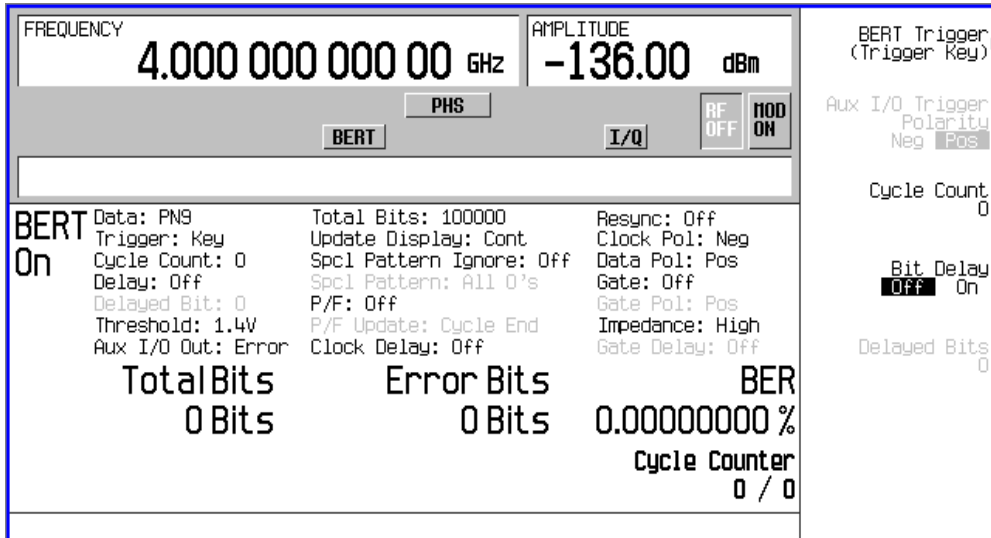 FREQUENCY
4.000 000 000 00 GHz
AMPLITUDE
-136.00 dBm
PHS
BERT
I/Q
RF OFF
MOD ON
BERT On
Data: PN9
Trigger: Key
Cycle Count: 0
Delay: Off
Delayed Bit: 0
Threshold: 1.4V
Aux I/O Out: Error
Total Bits: 100000
Update Display: Cont
Spcl Pattern Ignore: Off
Spcl Pattern: All 0's
P/F: Off
P/F Update: Cycle End
Clock Delay: Off
Resync: Off
Clock Pol: Neg
Data Pol: Pos
Gate: Off
Gate Pol: Pos
Impedance: High
Gate Delay: Off
Total Bits
0 Bits
Error Bits
0 Bits
BER
0.00000000 %
Cycle Counter
0 / 0
BERT Trigger
(Trigger Key)
Aux I/O Trigger
Polarity
Neg Pos
Cycle Count
0
Bit Delay
Off On
Delayed Bits
0